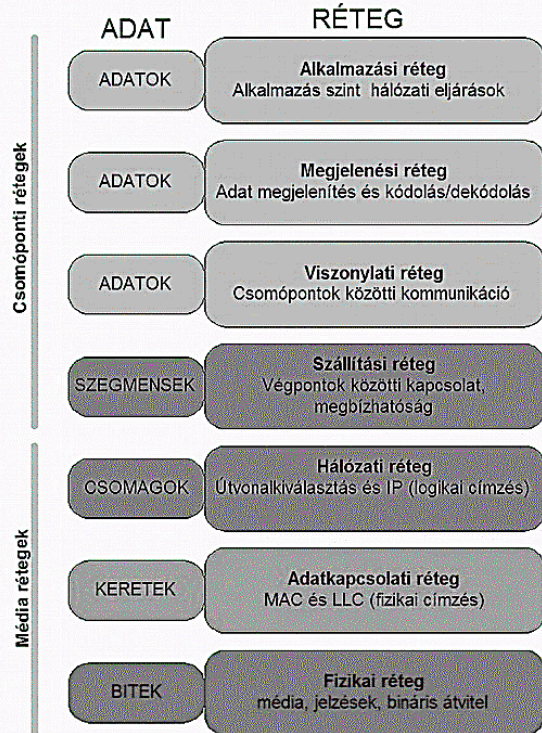 ADAT
RÉTEG
Csomóponti rétegek
ADATOK
Alkalmazási réteg
Alkalmazás szint hálózati eljárások
ADATOK
Megjelenési réteg
Adat megjelenítés és kódolás/dekódolás
ADATOK
Viszonylati réteg
Csomópontok közötti kommunikáció
SZEGMENSEK
Szállítási réteg
Végpontok közötti kapcsolat,
megbízhatóság
Média rétegek
CSOMAGOK
Hálózati réteg
Útvonalkiválasztás és IP (logikai címzés)
KERETEK
Adatkapcsolati réteg
MAC és LLC (fizikai címzés)
BITEK
Fizikai réteg
média, jelzések, bináris átvitel